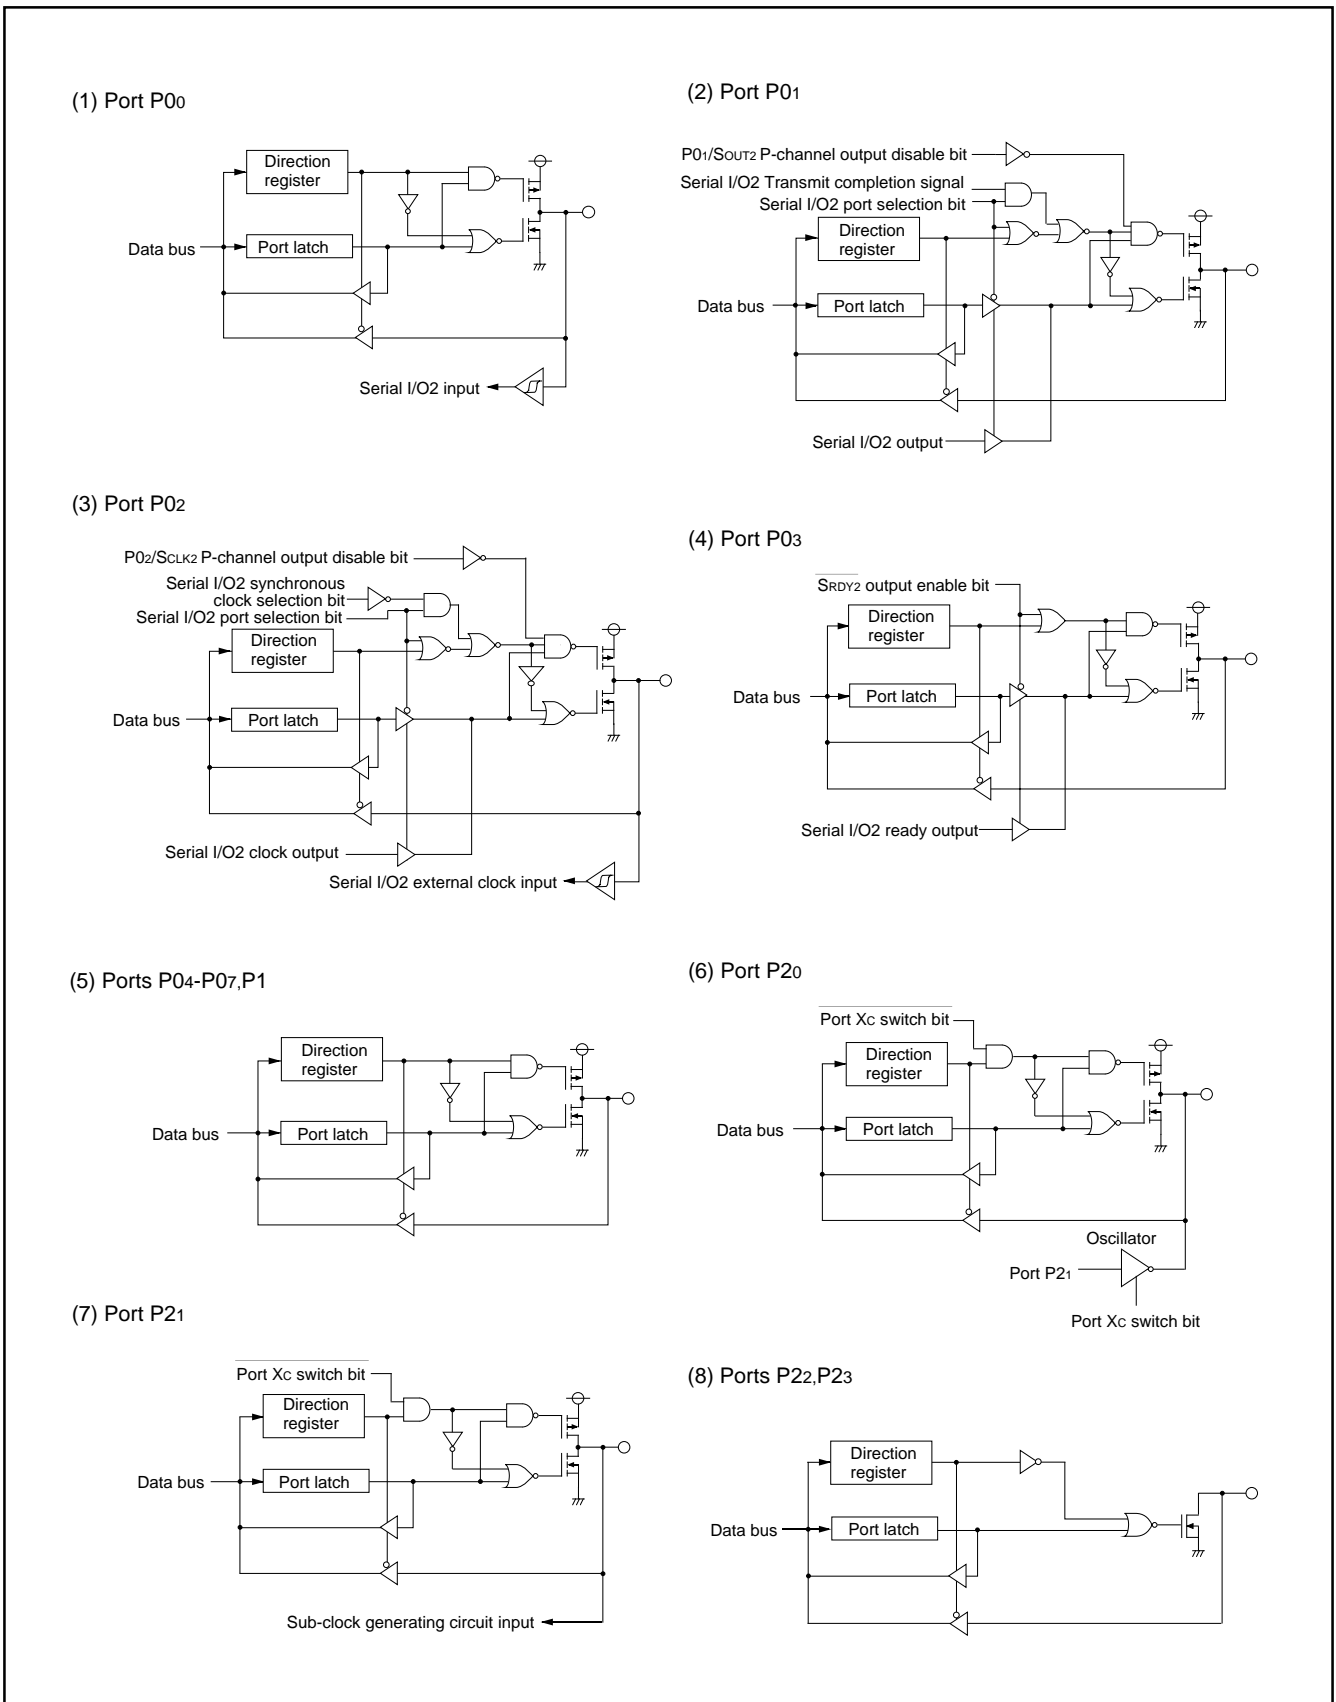 (1) Port P00
Direction
register
Data bus
Port latch
Serial I/O2 input
(2) Port P01
P01/SOUT2 P-channel output disable bit
Serial I/O2 Transmit completion signal
Serial I/O2 port selection bit
Direction
register
Data bus
Port latch
Serial I/O2 output
(3) Port P02
P02/SCLK2 P-channel output disable bit
Serial I/O2 synchronous
clock selection bit
Serial I/O2 port selection bit
Direction
register
Data bus
Port latch
Serial I/O2 clock output
Serial I/O2 external clock input
(4) Port P03
SRDY2 output enable bit
Direction
register
Data bus
Port latch
Serial I/O2 ready output
(5) Ports P04-P07,P1
Direction
register
Data bus
Port latch
(6) Port P20
Port XC switch bit
Direction
register
Data bus
Port latch
Oscillator
Port P21
Port XC switch bit
(7) Port P21
Port XC switch bit
Direction
register
Data bus
Port latch
Sub-clock generating circuit input
(8) Ports P22,P23
Direction
register
Data bus
Port latch